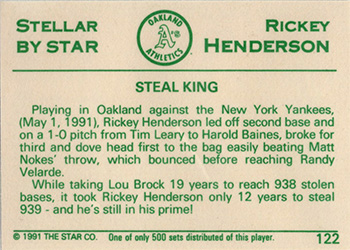 STELLAR BY STAR
OAKLAND
A's
ATHLETICS
RICKEY HENDERSON
STEAL KING
Playing in Oakland against the New York Yankees,
(May 1, 1991), Rickey Henderson led off second base and
on a 1-0 pitch from Tim Leary to Harold Baines, broke for
third and dove head first to the bag easily beating Matt
Nokes' throw, which bounced before reaching Randy
Velarde.
While taking Lou Brock 19 years to reach 938 stolen
bases, it took Rickey Henderson only 12 years to steal
939 - and he's still in his prime!
© 1991 THE STAR CO. One of only 500 sets distributed of this player. 122